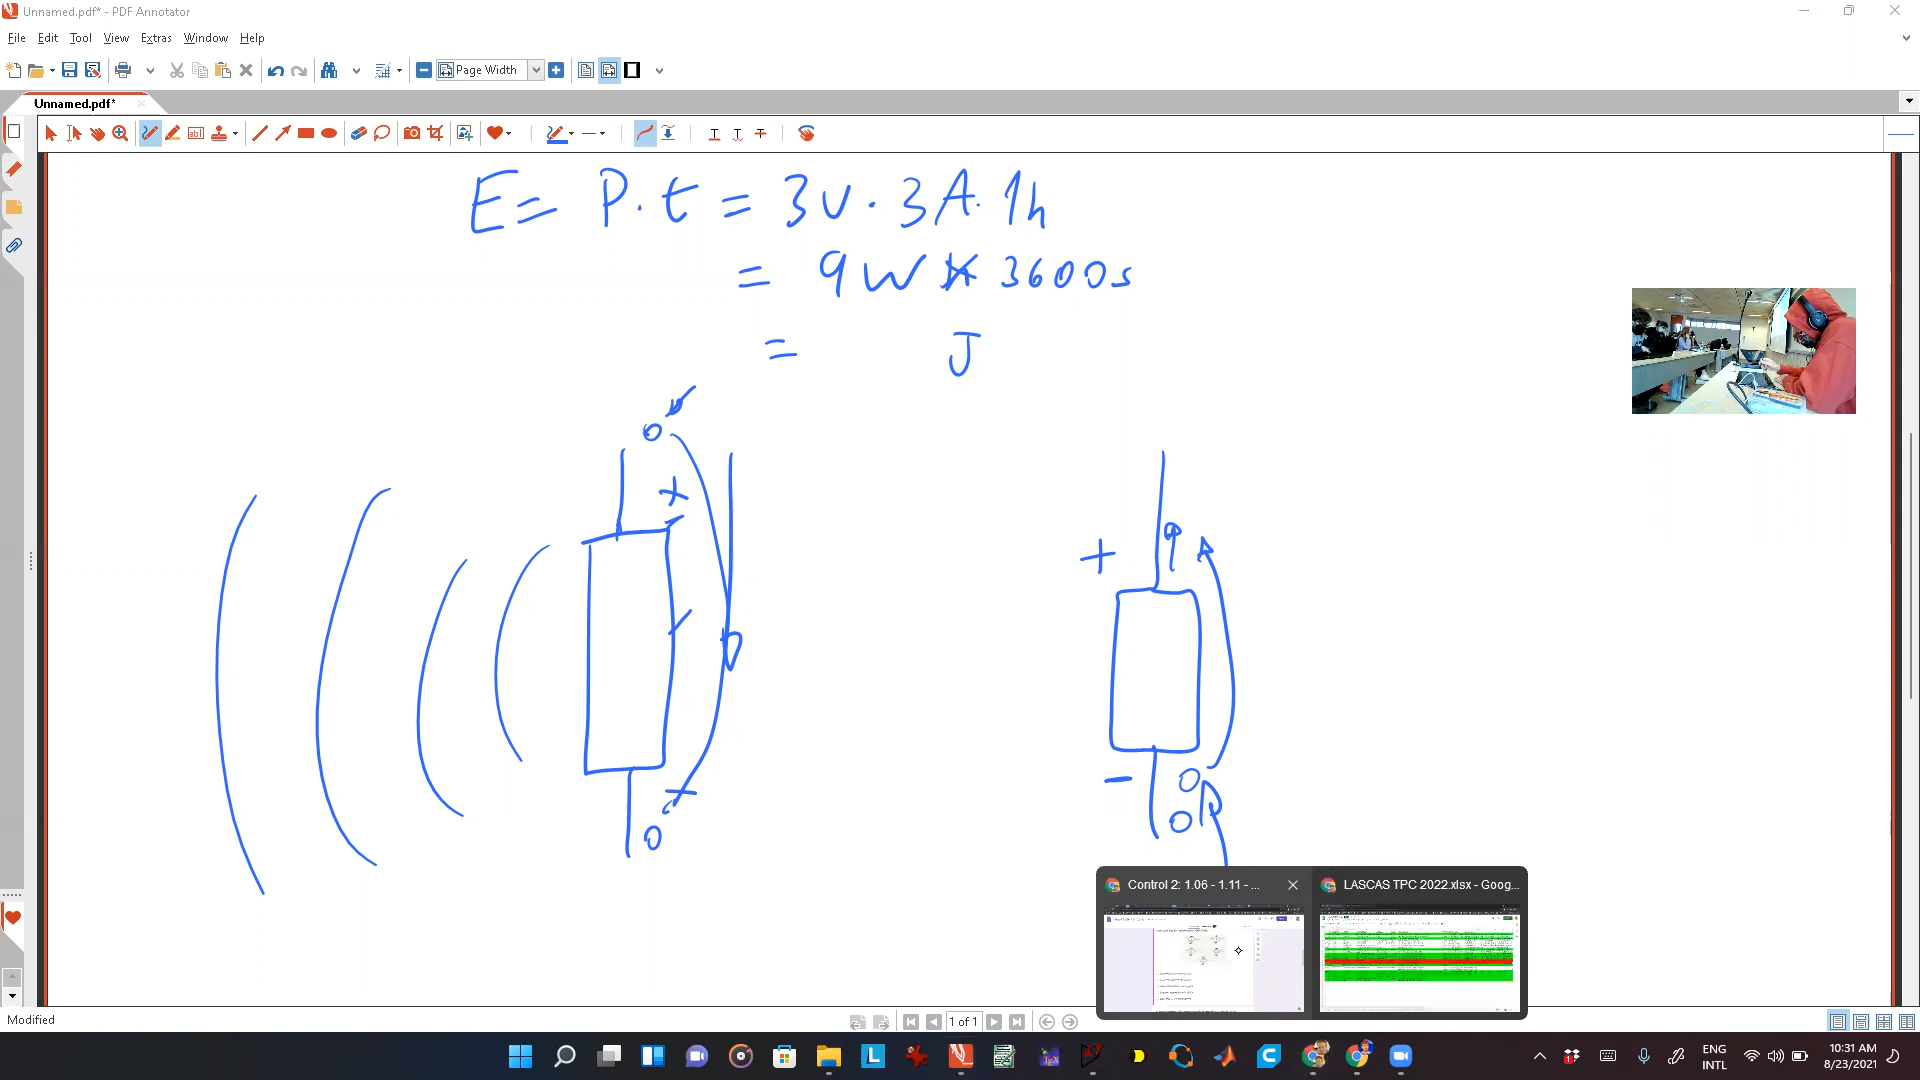 Unnamed.pdf* - PDF Annotator
File Edit Tool View Extras Window Help
Page Width
Unnamed.pdf*
E = P . t = 3V . 3A . 1h
= 9W * 3600s
= J
+
+
-
Control 2: 1.06 - 1.11 - ...
LASCAS TPC 2022.xlsx - Goog...
Modified
1 of 1
ENG
INTL
10:31 AM
8/23/2021